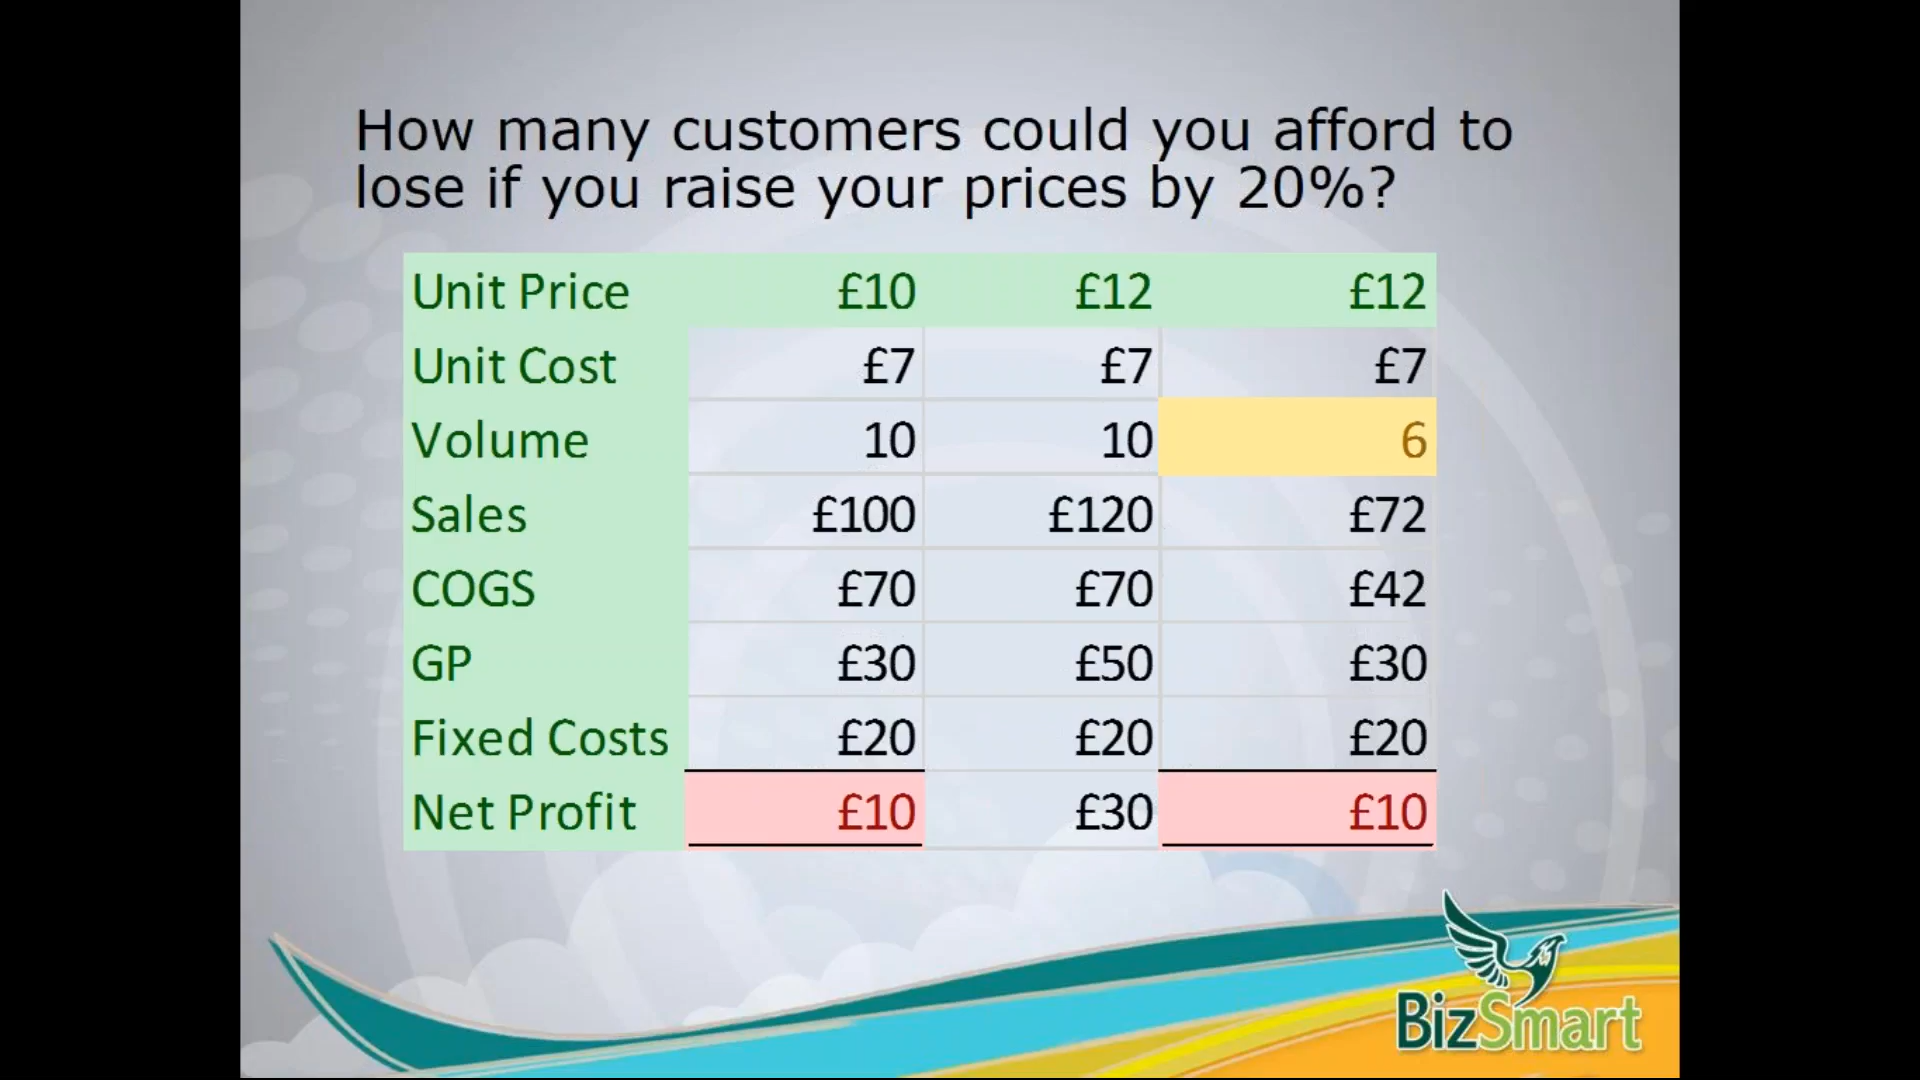 How many customers could you afford to
lose if you raise your prices by 20%?
Unit Price £10 £12 £12
Unit Cost £7 £7 £7
Volume 10 10 6
Sales £100 £120 £72
COGS £70 £70 £42
GP £30 £50 £30
Fixed Costs £20 £20 £20
Net Profit £10 £30 £10
BizSmart